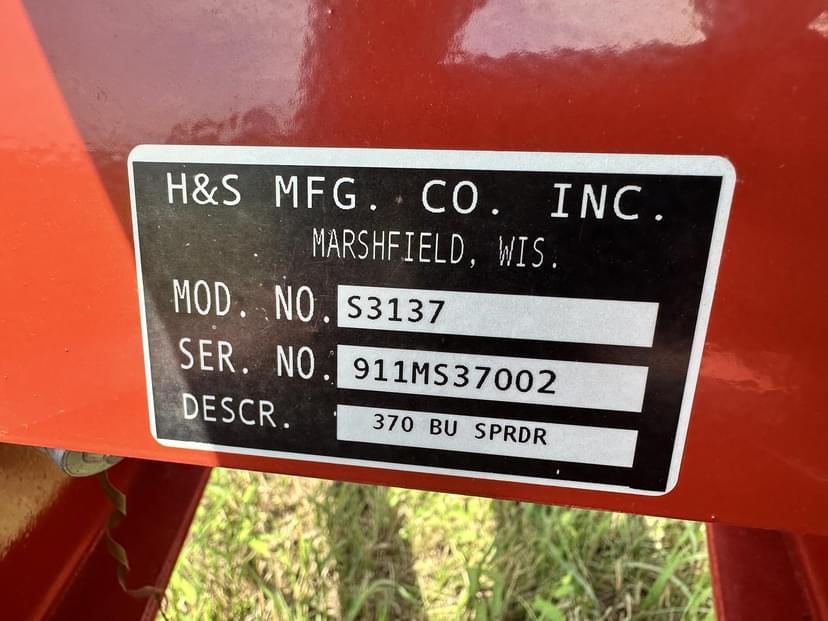 H&S MFG. CO. INC.
MARSHFIELD, WIS.
MOD. NO. S3137
SER. NO. 911MS37002
DESCR. 370 BU SPRDR